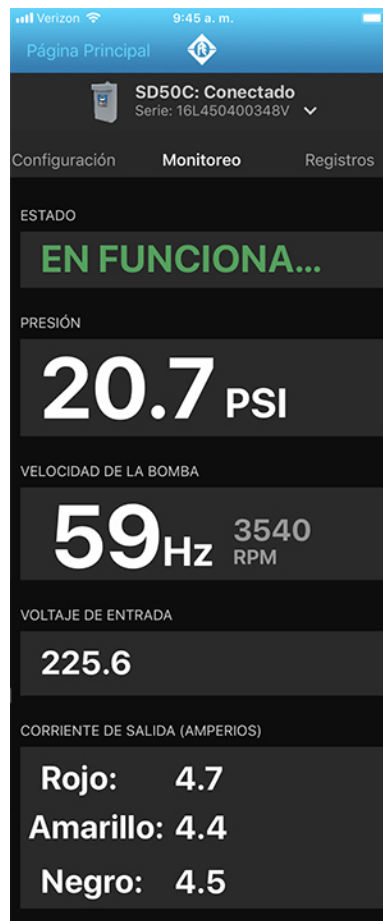 Verizon 9:45 a. m.
Página Principal
SD50C: Conectado
Serie: 16L450400348V
Configuración Monitoreo Registros
ESTADO
EN FUNCIONA...
PRESIÓN
20.7 PSI
VELOCIDAD DE LA BOMBA
59 Hz 3540 RPM
VOLTAJE DE ENTRADA
225.6
CORRIENTE DE SALIDA (AMPERIOS)
Rojo: 4.7
Amarillo: 4.4
Negro: 4.5